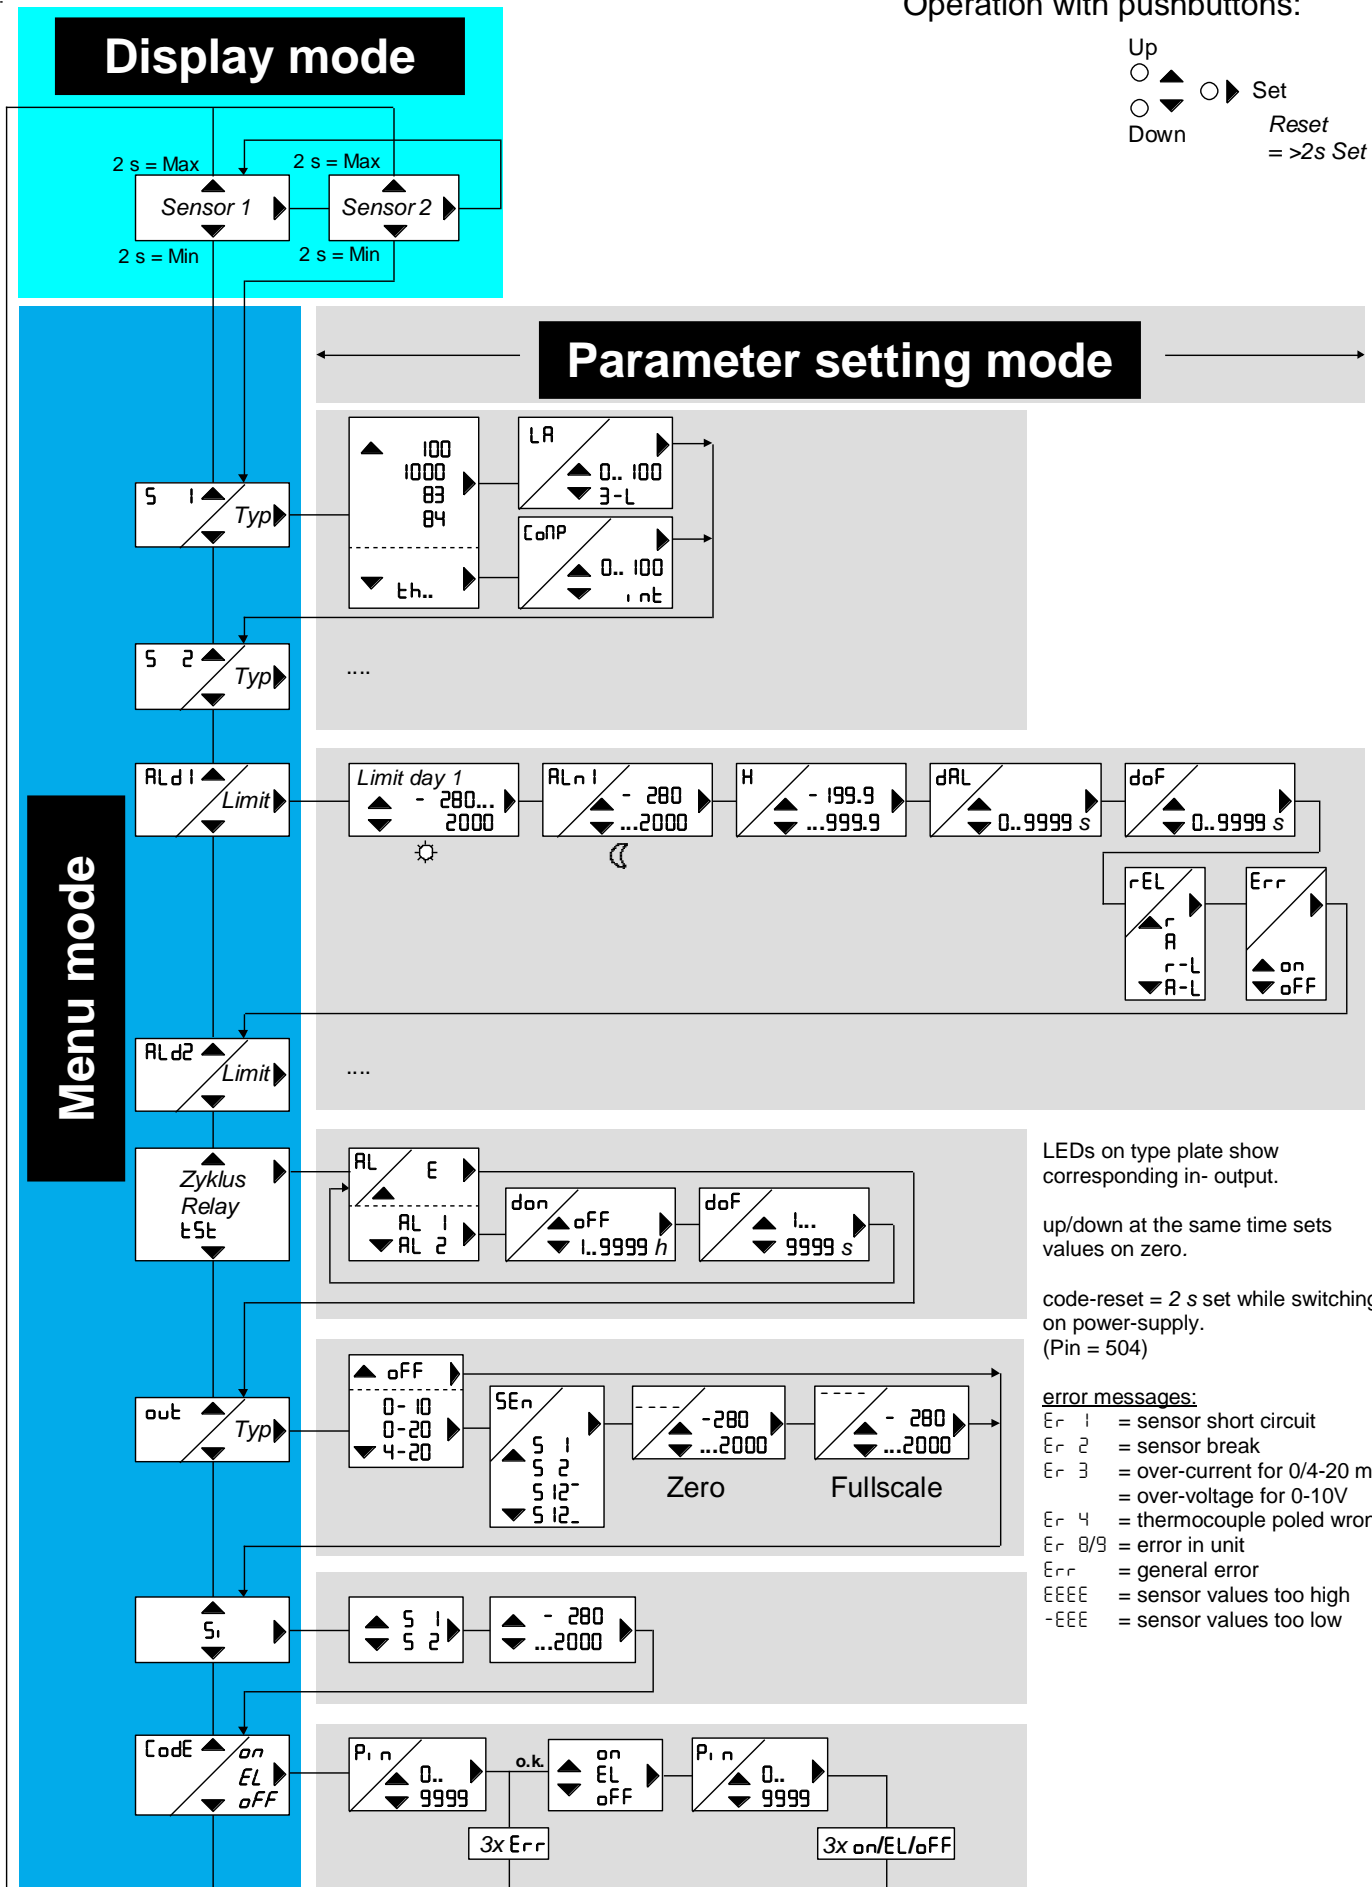 Operation with pushbuttons:
Display mode
Up
Set
Down
Reset
= >2s Set
2 s = Max
2 s = Max
Sensor 1
Sensor 2
2 s = Min
2 s = Min
Parameter setting mode
Menu mode
S 1
Typ
100
1000
83
84
th..
LA
0.. 100
3-L
CoMP
0.. 100
int
S 2
Typ
....
ALd1
Limit
Limit day 1
- 280...
2000
ALn1
- 280
...2000
H
- 199.9
...999.9
dAL
0..9999 s
doF
0..9999 s
rEL
r
A
r-L
A-L
Err
on
oFF
ALd2
Limit
....
Zyklus
Relay
tSt
AL
E
AL 1
AL 2
don
oFF
1..9999 h
doF
1...
9999 s
LEDs on type plate show
corresponding in- output.
up/down at the same time sets
values on zero.
code-reset = 2 s set while switching
on power-supply.
(Pin = 504)
out
Typ
oFF
0-10
0-20
4-20
SEn
S 1
S 2
S12¯
S12_
----
-280
...2000
Zero
----
- 280
...2000
Fullscale
error messages:
Er 1 = sensor short circuit
Er 2 = sensor break
Er 3 = over-current for 0/4-20 m
= over-voltage for 0-10V
Er 4 = thermocouple poled wron
Er 8/9 = error in unit
Err = general error
EEEE = sensor values too high
-EEE = sensor values too low
Si
S 1
S 2
- 280
...2000
CodE
on
EL
oFF
Pin
0..
9999
o.k.
on
EL
oFF
Pin
0..
9999
3x Err
3x on/EL/oFF